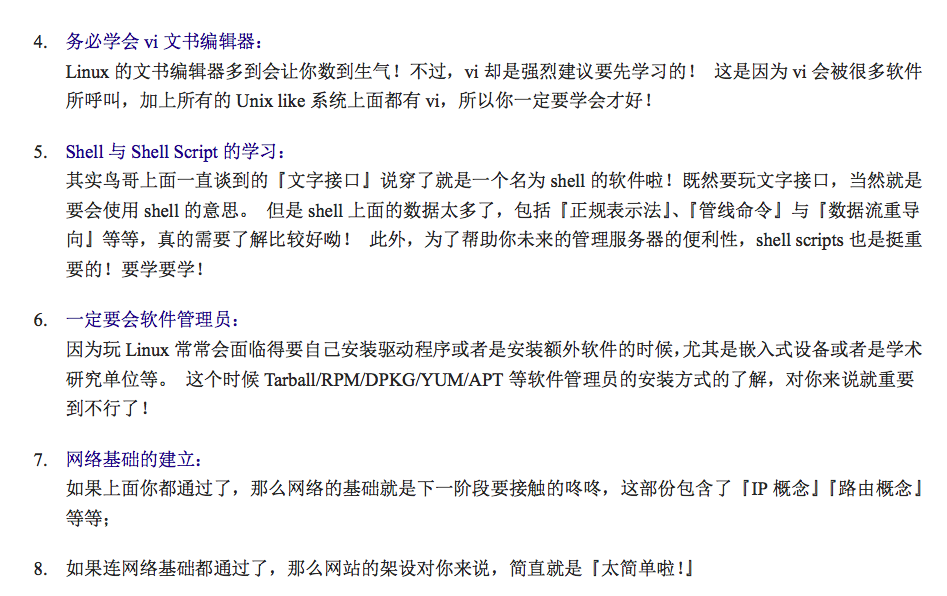 4. 务必学会 vi 文书编辑器：
Linux 的文书编辑器多到会让你数到生气！不过，vi 却是强烈建议要先学习的！ 这是因为 vi 会被很多软件
所呼叫，加上所有的 Unix like 系统上面都有 vi，所以你一定要学会才好！
5. Shell 与 Shell Script 的学习：
其实鸟哥上面一直谈到的『文字接口』说穿了就是一个名为 shell 的软件啦！既然要玩文字接口，当然就是
要会使用 shell 的意思。 但是 shell 上面的数据太多了，包括『正规表示法』、『管线命令』与『数据流重导
向』等等，真的需要了解比较好呦！ 此外，为了帮助你未来的管理服务器的便利性，shell scripts 也是挺重
要的！要学要学！
6. 一定要会软件管理员：
因为玩 Linux 常常会面临得要自己安装驱动程序或者是安装额外软件的时候，尤其是嵌入式设备或者是学术
研究单位等。 这个时候 Tarball/RPM/DPKG/YUM/APT 等软件管理员的安装方式的了解，对你来说就重要
到不行了！
7. 网络基础的建立：
如果上面你都通过了，那么网络的基础就是下一阶段要接触的咚咚，这部份包含了『IP 概念』『路由概念』
等等；
8. 如果连网络基础都通过了，那么网站的架设对你来说，简直就是『太简单啦！』